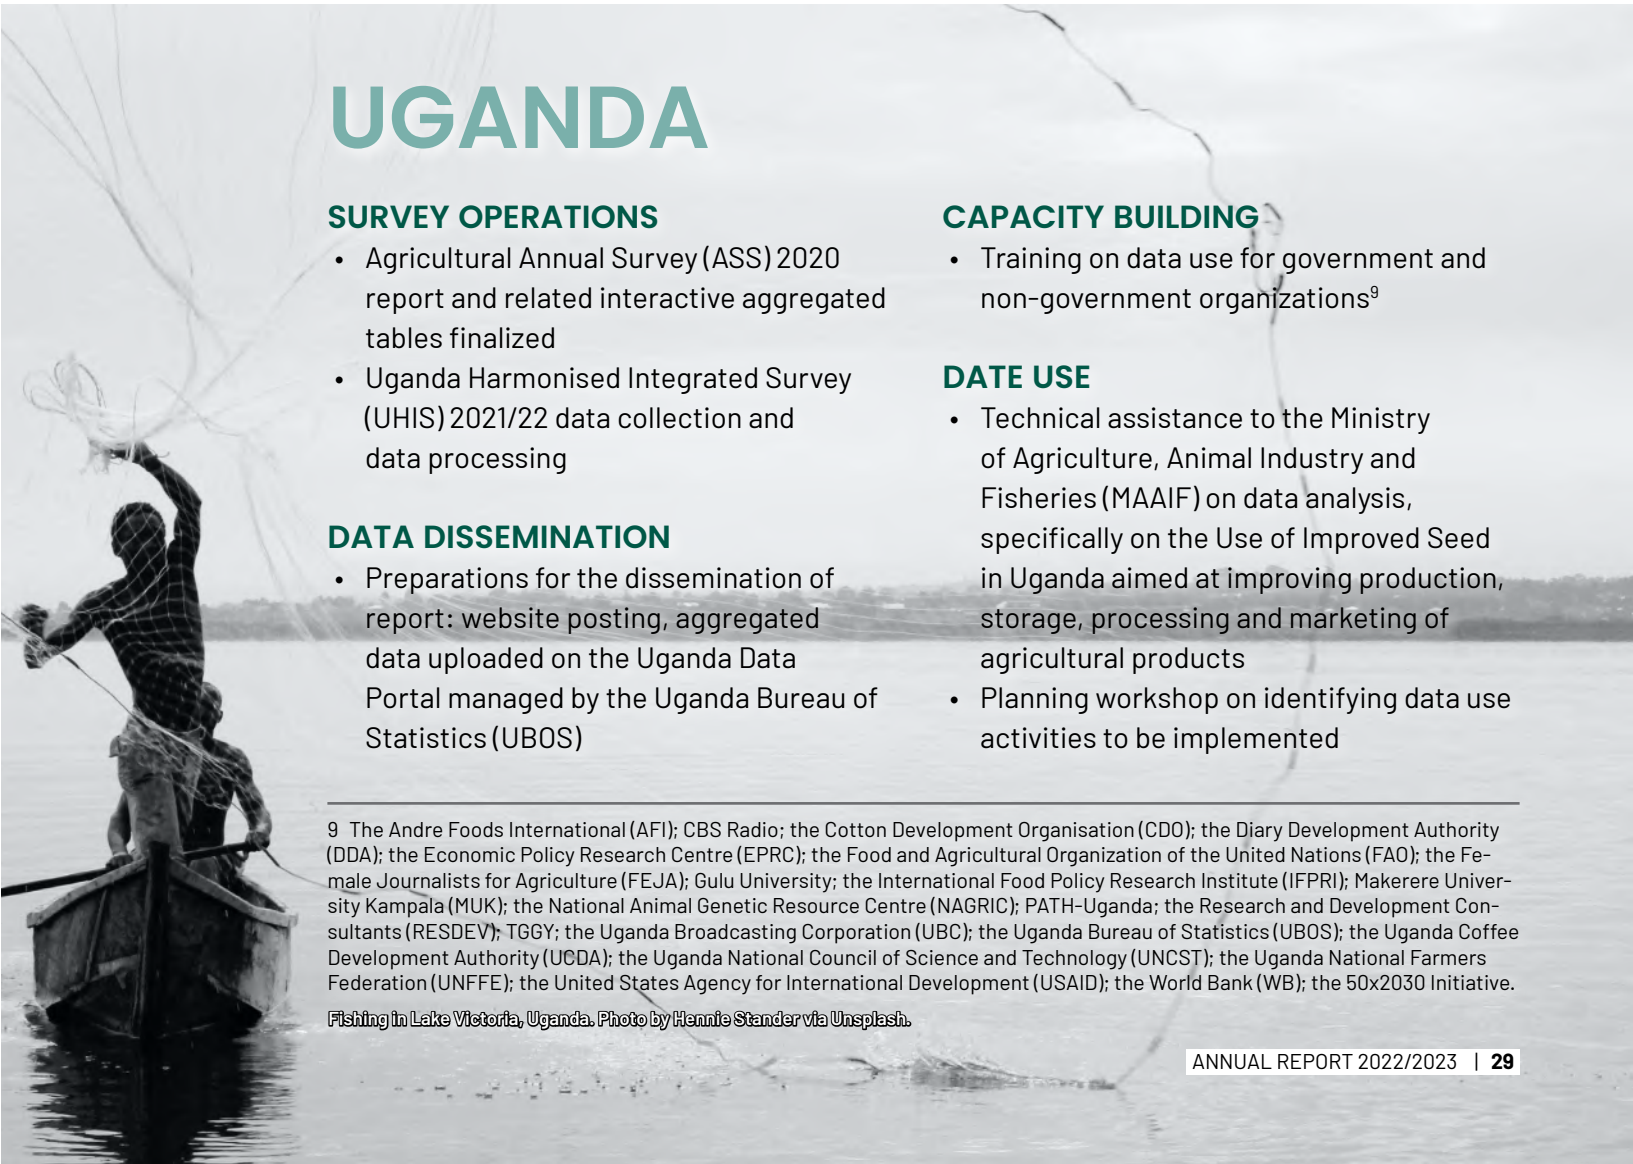 UGANDA
SURVEY OPERATIONS
• Agricultural Annual Survey (ASS) 2020
report and related interactive aggregated
tables finalized
• Uganda Harmonised Integrated Survey
(UHIS) 2021/22 data collection and
data processing
DATA DISSEMINATION
• Preparations for the dissemination of
report: website posting, aggregated
data uploaded on the Uganda Data
Portal managed by the Uganda Bureau of
Statistics (UBOS)
CAPACITY BUILDING
• Training on data use for government and
non-government organizations⁹
DATE USE
• Technical assistance to the Ministry
of Agriculture, Animal Industry and
Fisheries (MAAIF) on data analysis,
specifically on the Use of Improved Seed
in Uganda aimed at improving production,
storage, processing and marketing of
agricultural products
• Planning workshop on identifying data use
activities to be implemented
9 The Andre Foods International (AFI); CBS Radio; the Cotton Development Organisation (CDO); the Diary Development Authority
(DDA); the Economic Policy Research Centre (EPRC); the Food and Agricultural Organization of the United Nations (FAO); the Fe-
male Journalists for Agriculture (FEJA); Gulu University; the International Food Policy Research Institute (IFPRI); Makerere Univer-
sity Kampala (MUK); the National Animal Genetic Resource Centre (NAGRIC); PATH-Uganda; the Research and Development Con-
sultants (RESDEV); TGGY; the Uganda Broadcasting Corporation (UBC); the Uganda Bureau of Statistics (UBOS); the Uganda Coffee
Development Authority (UCDA); the Uganda National Council of Science and Technology (UNCST); the Uganda National Farmers
Federation (UNFFE); the United States Agency for International Development (USAID); the World Bank (WB); the 50x2030 Initiative.
Fishing in Lake Victoria, Uganda. Photo by Hennie Stander via Unsplash.
ANNUAL REPORT 2022/2023 | 29